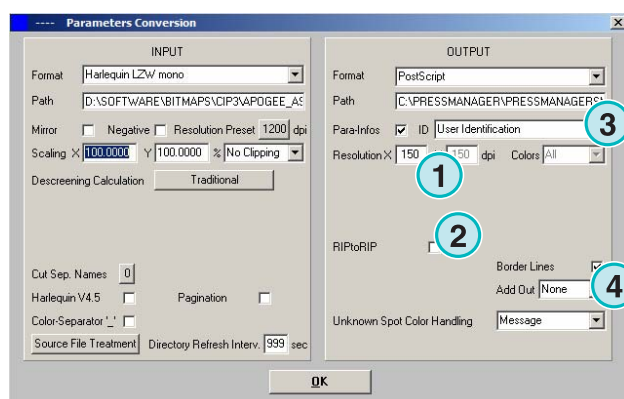 ---- Parameters Conversion
INPUT
Format Harlequin LZW mono
Path D:\SOFTWARE\BITMAPS\CIP3\APOGEE_AS
Mirror Negative Resolution Preset 1200 dpi
Scaling X 100.0000 Y 100.0000 % No Clipping
Descreening Calculation Traditional
Cut Sep. Names 0
Harlequin V4.5 Pagination
Color-Separator '_'
Source File Treatment Directory Refresh Interv. 999 sec
OUTPUT
Format PostScript
Path C:\PRESSMANAGER\PRESSMANAGERS\
Para-Infos ID User Identification 3
Resolution X 150 150 dpi Colors All
1
RIPtoRIP 2
Border Lines
Add Out None 4
Unknown Spot Color Handling Message
OK